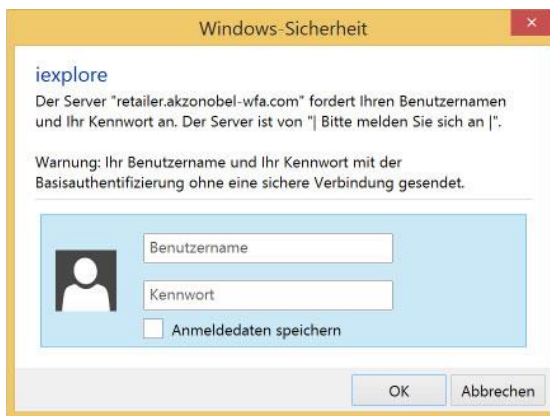 Windows-Sicherheit
iexplore
Der Server "retailer.akzonobel-wfa.com" fordert Ihren Benutzernamen
und Ihr Kennwort an. Der Server ist von "| Bitte melden Sie sich an |".
Warnung: Ihr Benutzername und Ihr Kennwort mit der
Basisauthentifizierung ohne eine sichere Verbindung gesendet.
Benutzername
Kennwort
Anmeldedaten speichern
OK
Abbrechen